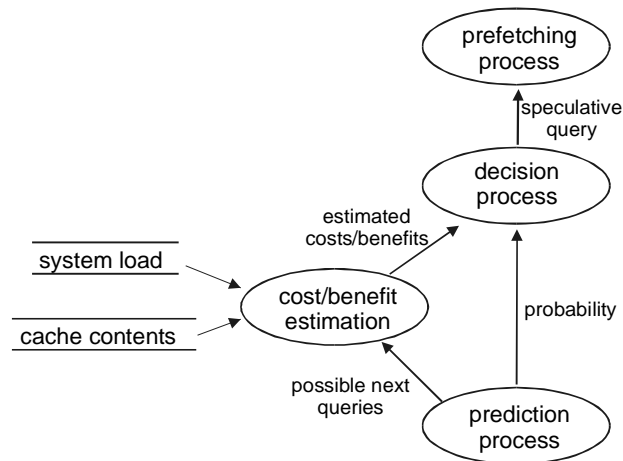 prefetching
process
speculative
query
decision
process
estimated
costs/benefits
system load
cost/benefit
estimation
cache contents
probability
possible next
queries
prediction
process